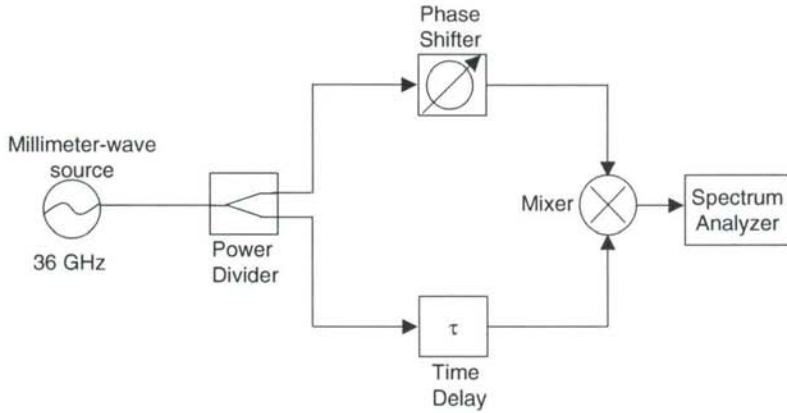 Phase
Shifter
Millimeter-wave
source
36 GHz
Power
Divider
Mixer
Spectrum
Analyzer
τ
Time
Delay